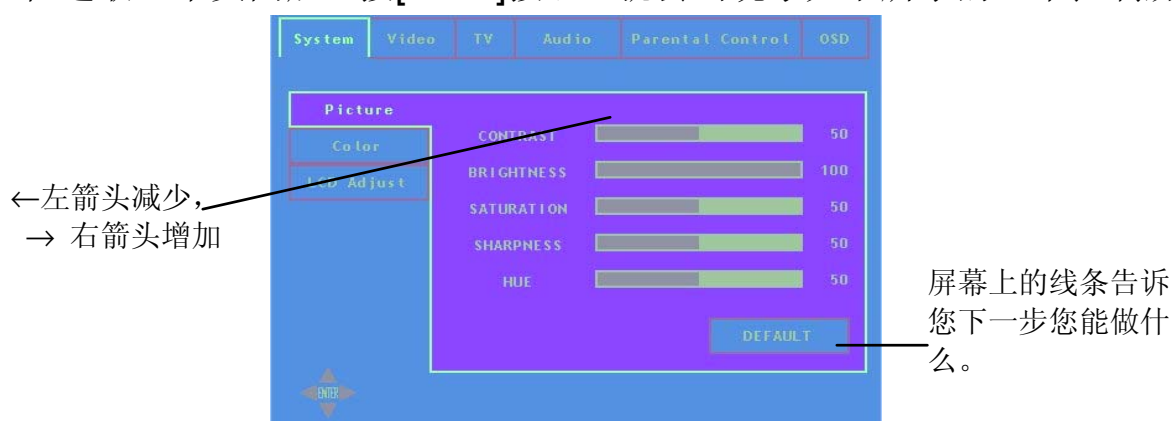 System Video TV Audio Parental Control OSD
Picture
Color
LCD Adjust
CONTRAST 50
BRIGHTNESS 100
SATURATION 50
SHARPNESS 50
HUE 50
DEFAULT
ENTER
←左箭头减少，
→ 右箭头增加
屏幕上的线条告诉
您下一步您能做什
么。